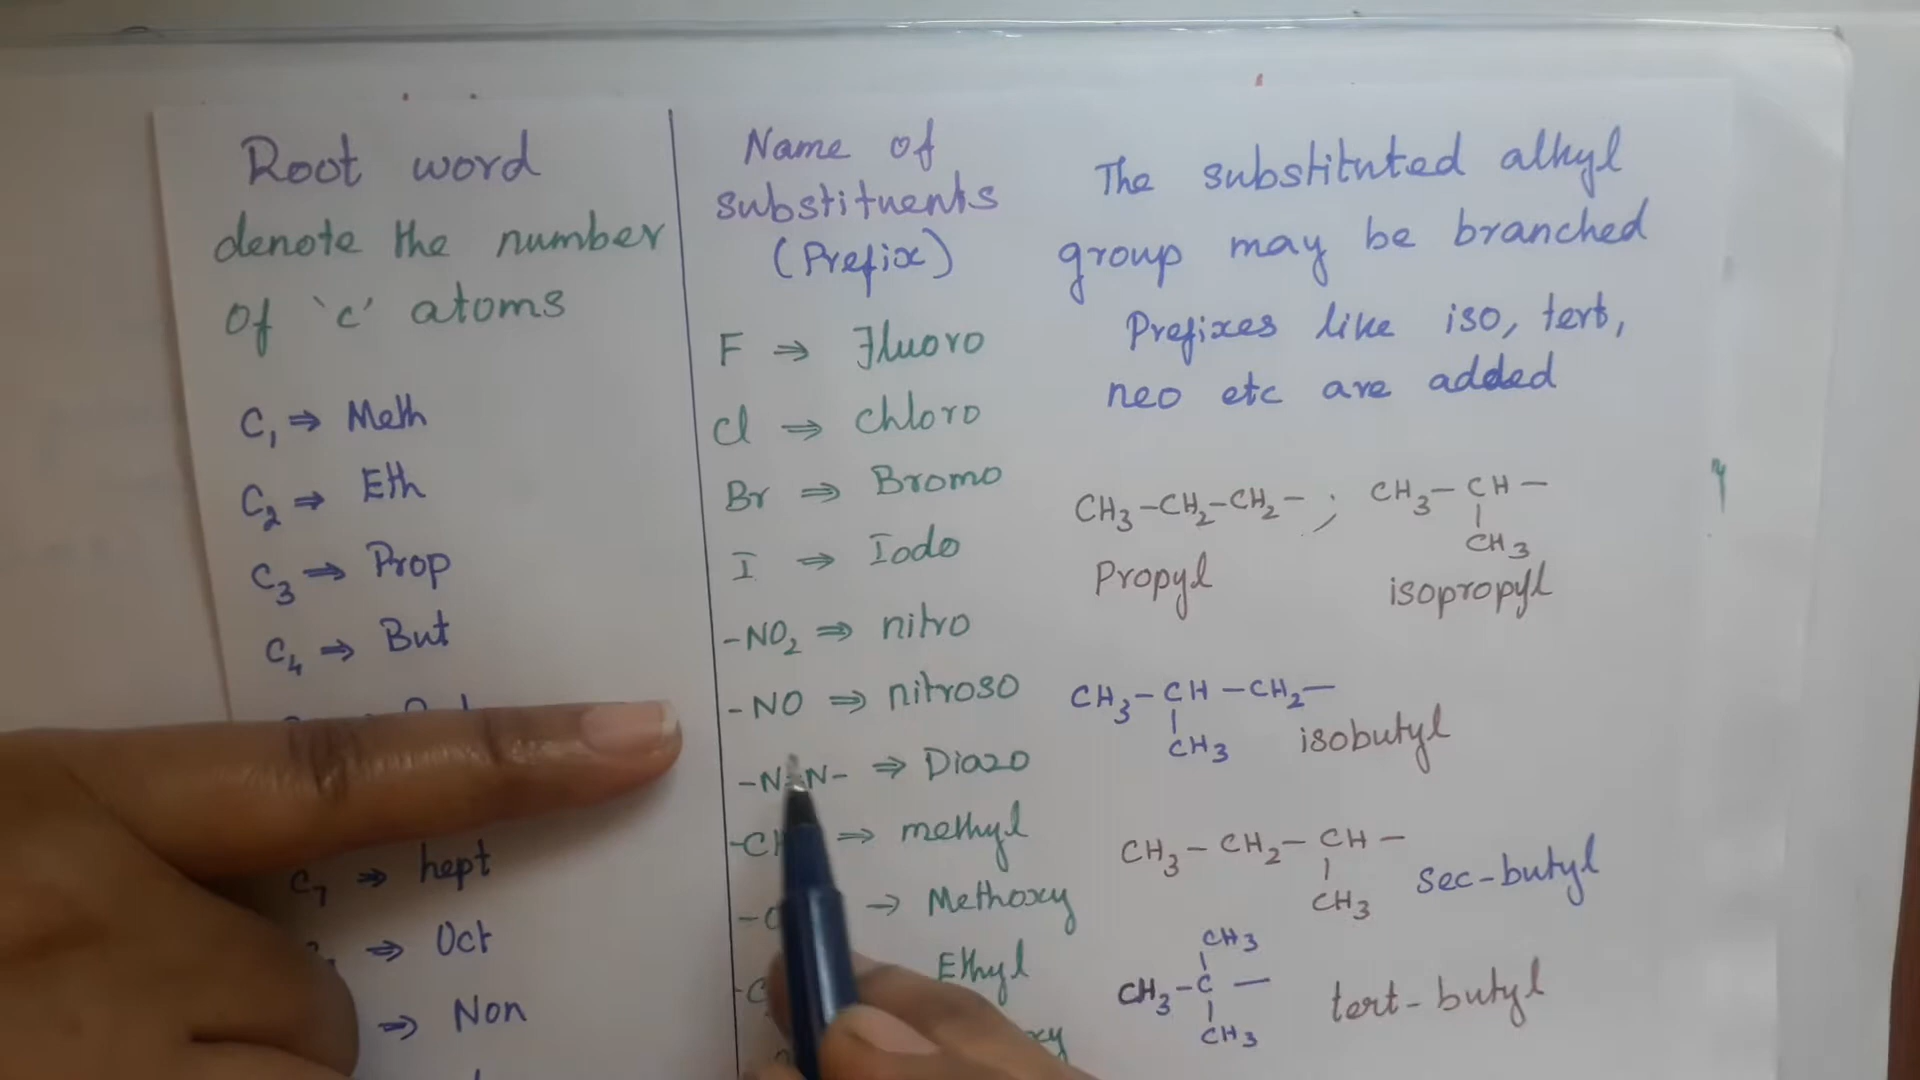 Root word
denote the number
of 'c' atoms
C1 ⇒ Meth
C2 ⇒ Eth
C3 ⇒ Prop
C4 ⇒ But
C7 ⇒ hept
⇒ Oct
⇒ Non
Name of
substituents
(Prefix)
F ⇒ Fluoro
Cl ⇒ chloro
Br ⇒ Bromo
I ⇒ Iodo
-NO2 ⇒ nitro
-NO ⇒ nitroso
-N=N- ⇒ Diazo
⇒ methyl
→ Methoxy
Ethyl
The substituted alkyl
group may be branched
Prefixes like iso, tert,
neo etc are added
CH3-CH2-CH2- ; CH3-CH-
CH3
Propyl isopropyl
CH3-CH-CH2-
CH3 isobutyl
CH3-CH2-CH-
CH3 sec-butyl
CH3
CH3-C- tert-butyl
CH3